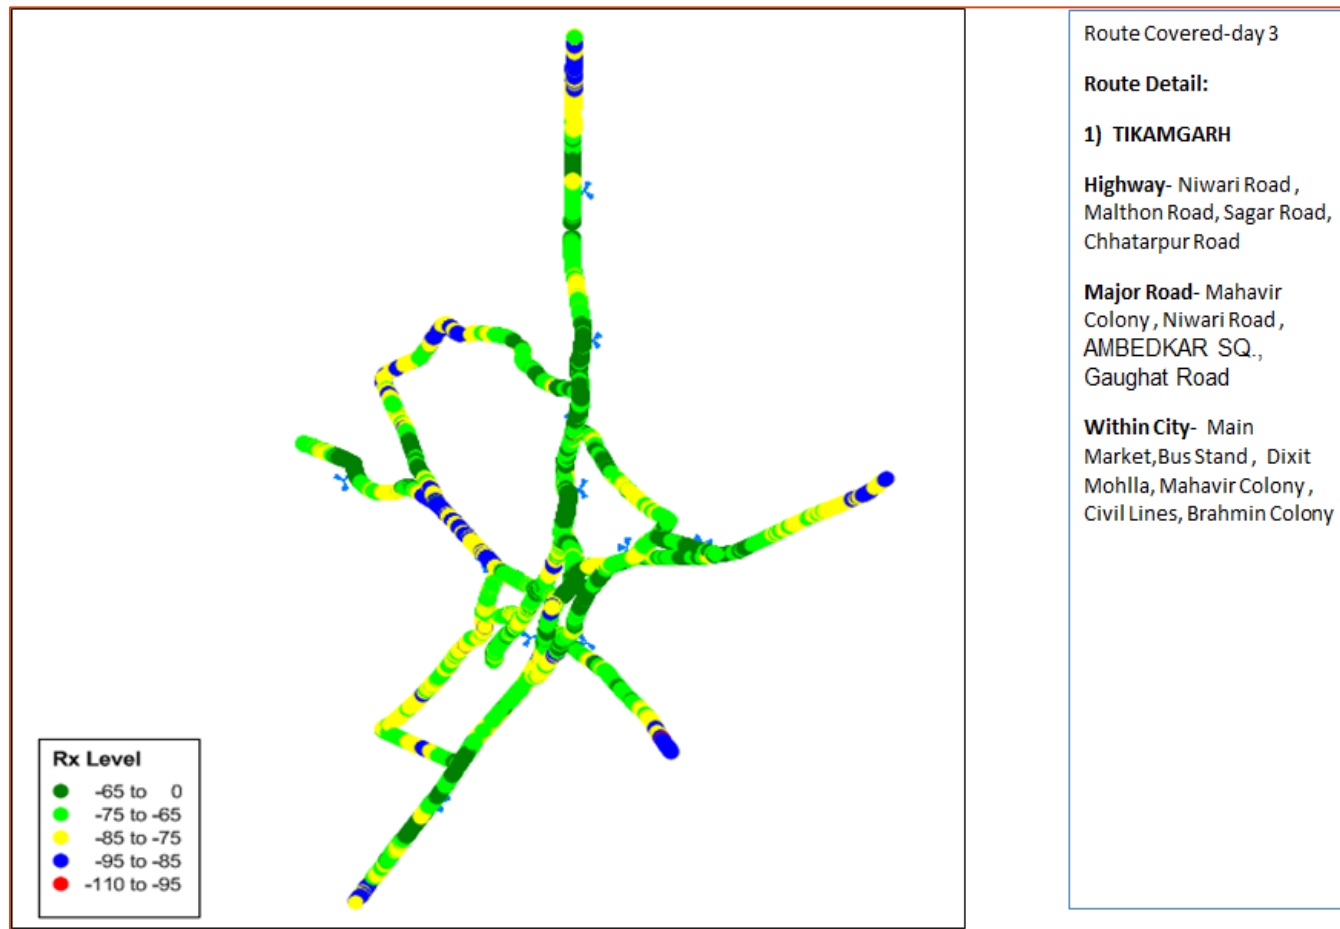 Route Covered-day 3
Route Detail:
1) TIKAMGARH
Highway- Niwari Road ,
Malthon Road, Sagar Road,
Chhatarpur Road
Major Road- Mahavir
Colony , Niwari Road ,
AMBEDKAR SQ.,
Gaughat Road
Within City- Main
Market,Bus Stand , Dixit
Mohlla, Mahavir Colony ,
Civil Lines, Brahmin Colony
Rx Level
-65 to 0
-75 to -65
-85 to -75
-95 to -85
-110 to -95